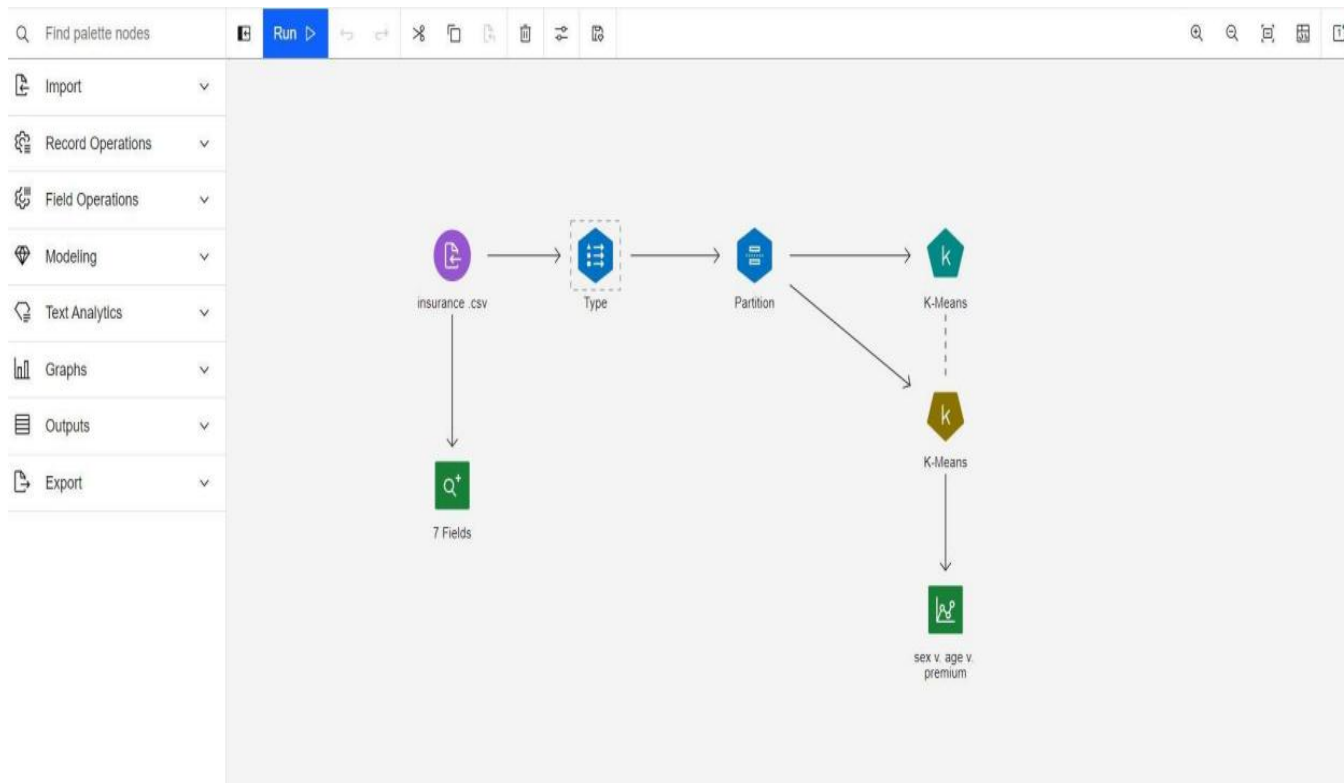 Find palette nodes
Run
Import
Record Operations
Field Operations
Modeling
Text Analytics
Graphs
Outputs
Export
insurance .csv
Type
Partition
k
K-Means
k
K-Means
7 Fields
sex v. age v.
premium